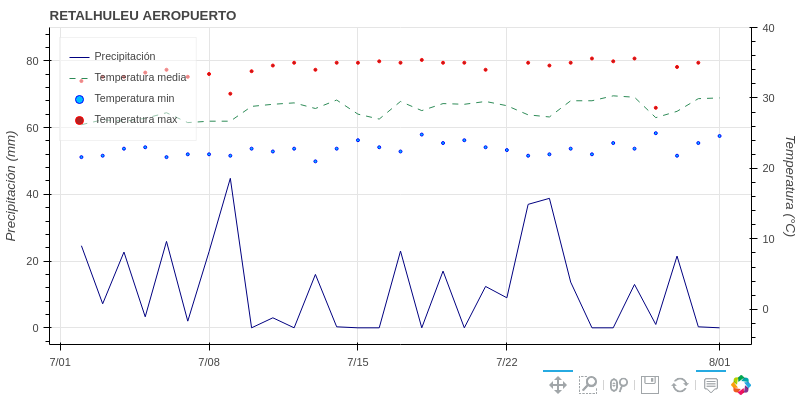 RETALHULEU AEROPUERTO
Precipitación
Temperatura media
Temperatura min
Temperatura max
Precipitación (mm)
80
60
40
20
0
Temperatura (°C)
40
30
20
10
0
7/01
7/08
7/15
7/22
8/01